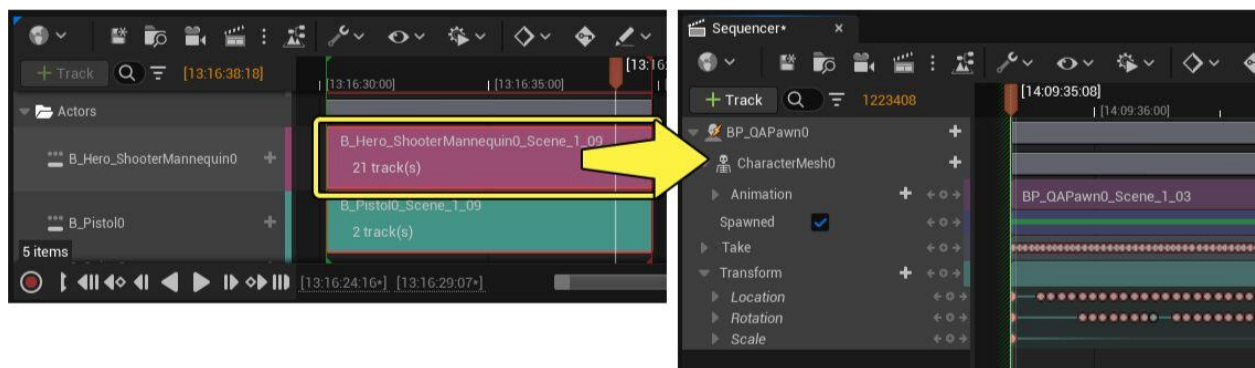 + Track
[13:16:38:18]
[13:16:30:00]
[13:16:35:00]
[13:16
Actors
B_Hero_ShooterMannequin0
B_Hero_ShooterMannequin0_Scene_1_09
21 track(s)
B_Pistol0
B_Pistol0_Scene_1_09
2 track(s)
5 items
[13:16:24:16*] [13:16:29:07*]
Sequencer*
+ Track
1223408
[14:09:35:08]
[14:09:36:00]
BP_QAPawn0
CharacterMesh0
Animation
BP_QAPawn0_Scene_1_03
Spawned
Take
Transform
Location
Rotation
Scale